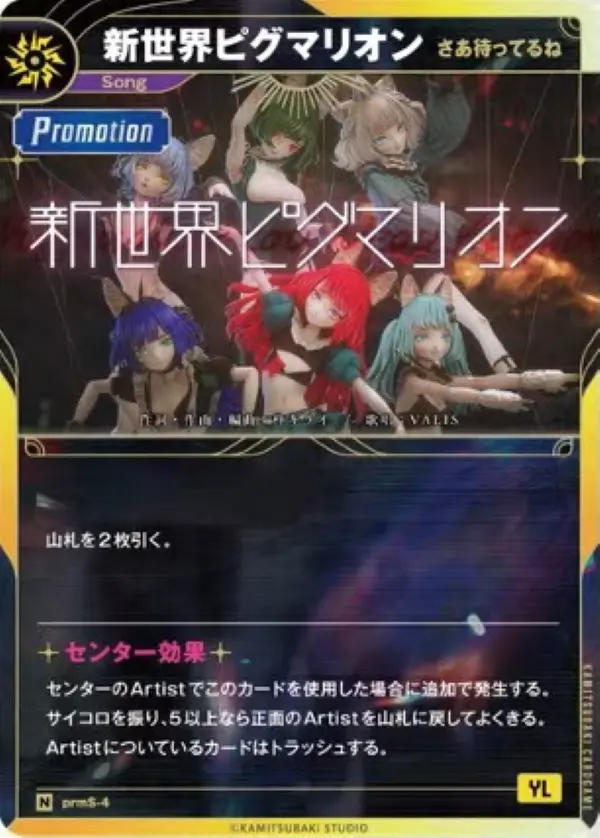 新世界ピグマリオン さあ待ってるね
Song
Promotion
新世界ピグマリオン
作詞・作曲・編曲
歌唱:VALIS
山札を2枚引く。
センター効果
センターのArtistでこのカードを使用した場合に追加で発生する。
サイコロを振り、5以上なら正面のArtistを山札に戻してよくきる。
Artistについているカードはトラッシュする。
N prmS-4
YL
©KAMITSUBAKI STUDIO
KAMITSUBAKI CARDGAME